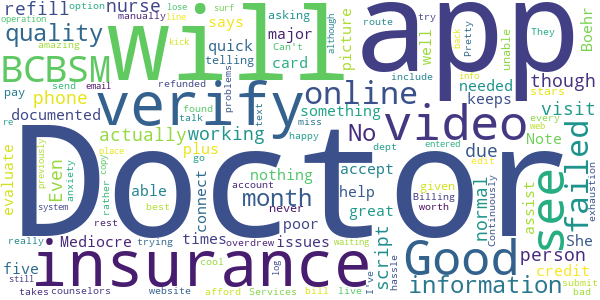 refill
option
manually
nurse
operation
line
surf
although
asking
Can't
Pretty
try
route
kick
back
include
unable
They
Boehr
will
app
amazing
says
quick
telling
major
card
picture
well
lose
quality
BCBSM
pay
send
email
refunded
problems
though
needed
keeps
visit
phone
verify
online
documented
actually
working
something
No
video
see
failed
re
found
text
talk
miss
happy
dept
web
every
info
stars
Note
due
evaluate
previously
Even
anxiety
plus
nothing
copy
rather
able
connect
go
month
never
accept
help
great
given
entered
Billing
worth
edit
Continuously
normal
assist
exhaustion
Doctor
system
place
best
account
times
poor
rest
Mediocre
issues
She
person
five
really
trying
overdrew
waiting
insurance
Good
information
script
I've
hassle
credit
still
takes
counselors
website
cool
log
afford
Services
bill
live
submit
bad